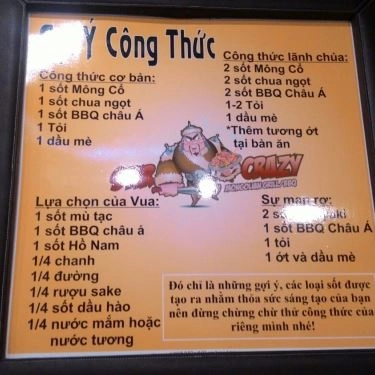 Ý Công Thức
Công thức cơ bản:
1 sốt Mông Cổ
1 sốt chua ngọt
1 sốt BBQ châu Á
1 Tỏi
1 dầu mè
Công thức lãnh chúa:
2 sốt Mông Cổ
2 sốt chua ngọt
2 sốt BBQ châu Á
1-2 Tỏi
1 dầu mè
*Thêm tương ớt
tại bàn ăn
CRAZY
MONGOLIAN GRILL/BBQ
Lựa chọn của Vua:
1 sốt mù tạc
1 sốt BBQ châu á
1 sốt Hồ Nam
1/4 chanh
1/4 đường
1/4 rượu sake
1/4 sốt dầu hào
1/4 nước mắm hoặc
nước tương
Sự man rợ:
2
1 sốt BBQ Châu Á
1 tỏi
1 ớt và dầu mè
Đó chỉ là những gợi ý, các loại sốt được
tạo ra nhằm thỏa sức sáng tạo của bạn
nên đừng chừng chừ thử công thức của
riêng mình nhé!